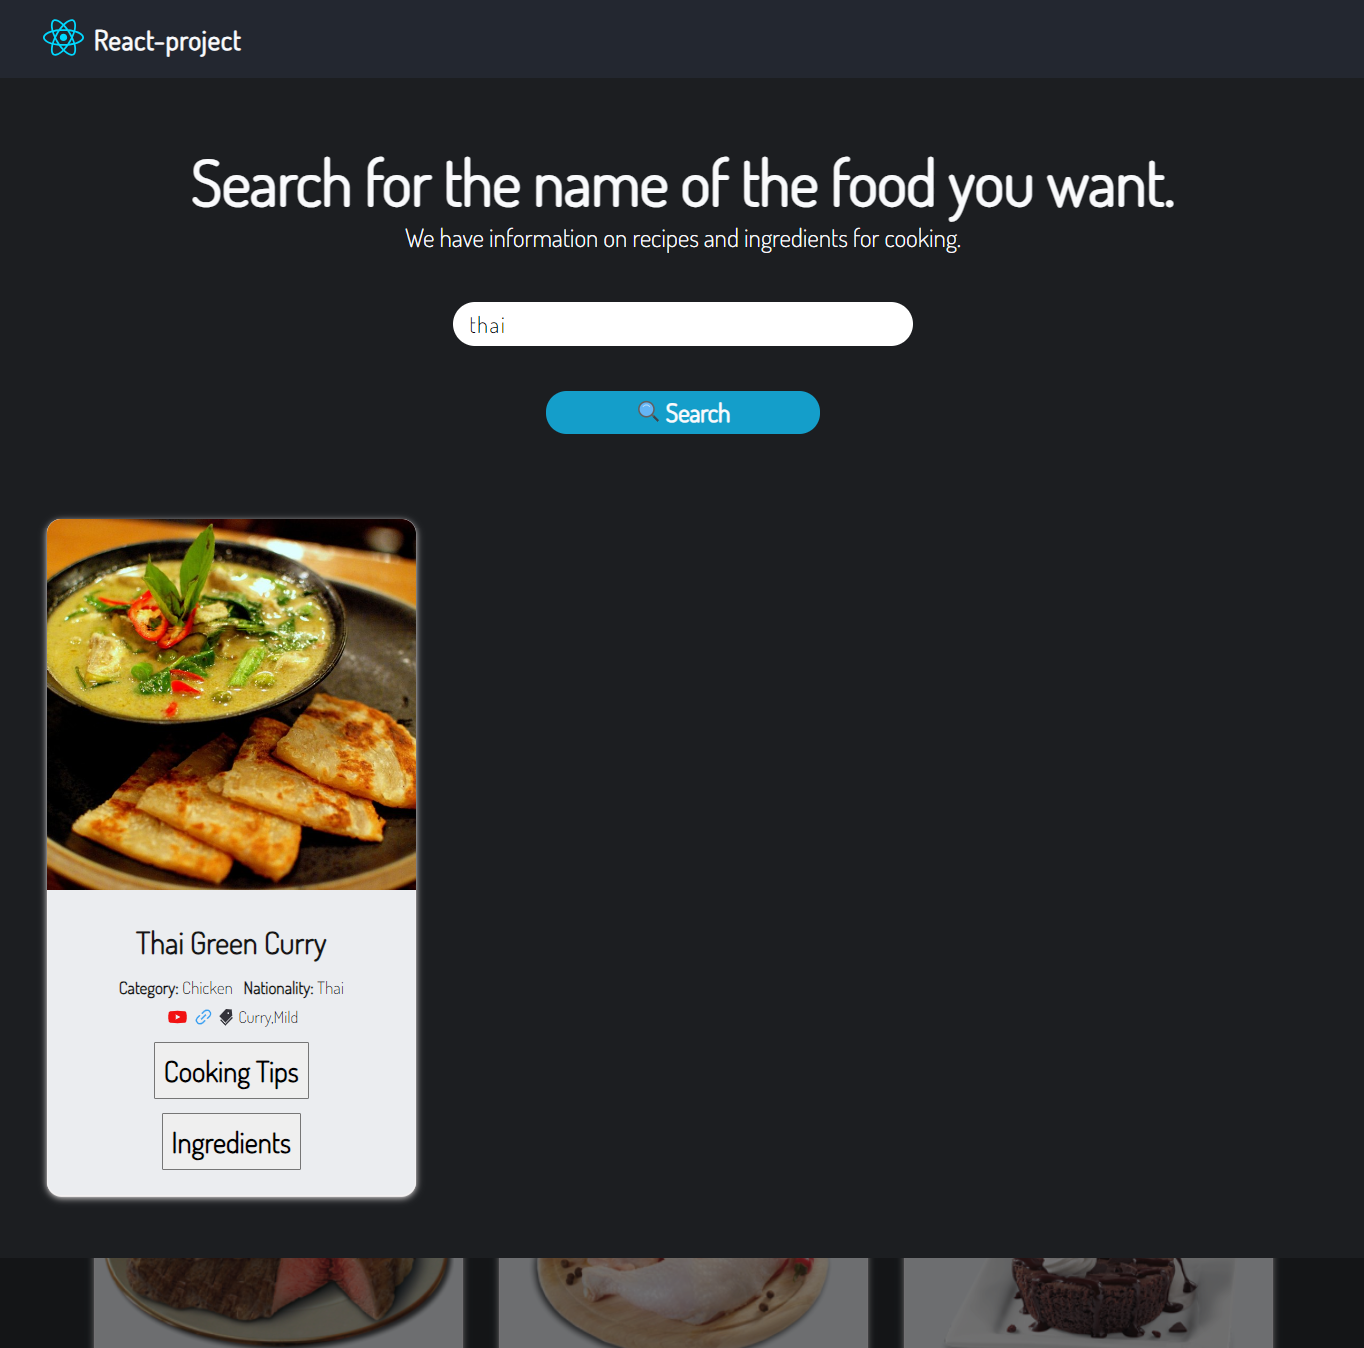 React-project
Search for the name of the food you want.
We have information on recipes and ingredients for cooking.
thai
Search
Thai Green Curry
Category: Chicken Nationality: Thai
Curry,Mild
Cooking Tips
Ingredients